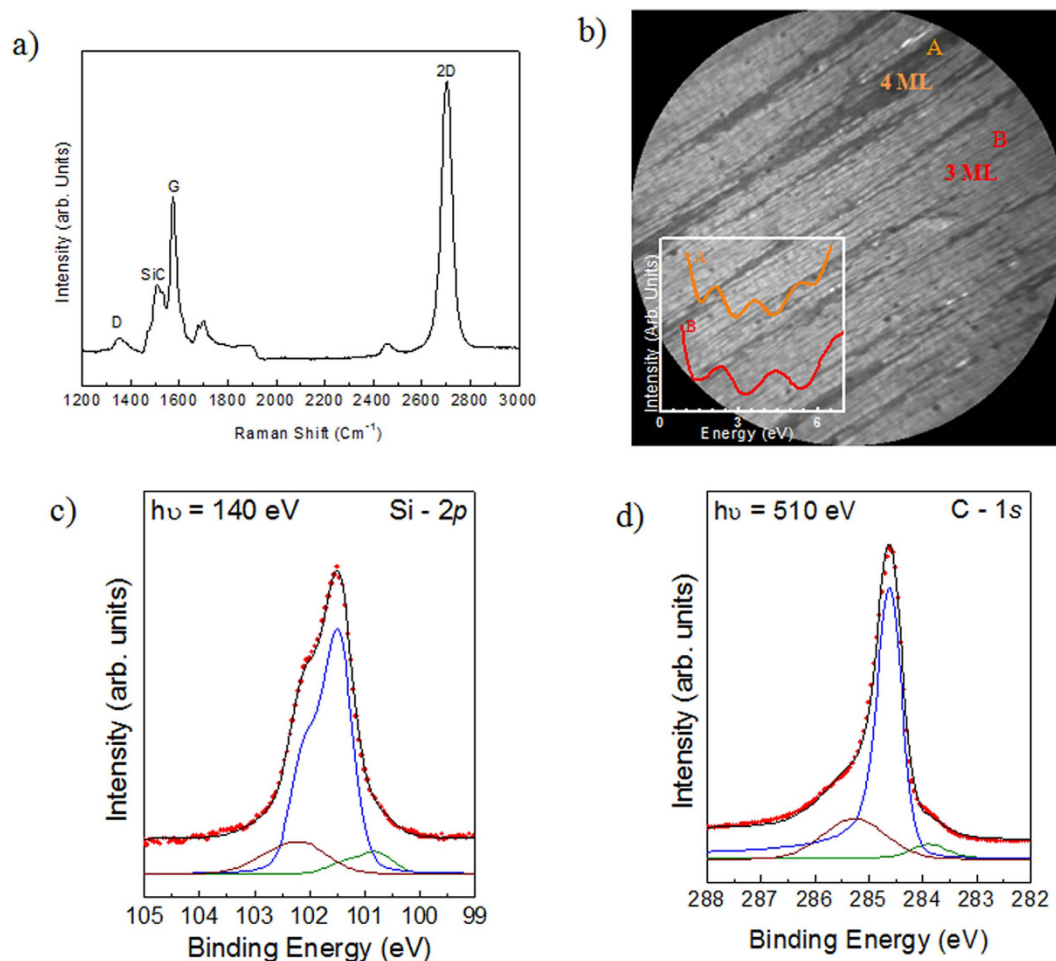 a)
Intensity (arb. Units)
D
SiC
G
2D
1200 1400 1600 1800 2000 2200 2400 2600 2800 3000
Raman Shift (Cm⁻¹)
b)
A
4 ML
B
3 ML
Intensity (Arb. Units)
A
B
0 3 6
Energy (eV)
c)
hυ = 140 eV Si - 2p
Intensity (arb. units)
105 104 103 102 101 100 99
Binding Energy (eV)
d)
hυ = 510 eV C - 1s
Intensity (arb. units)
288 287 286 285 284 283 282
Binding Energy (eV)